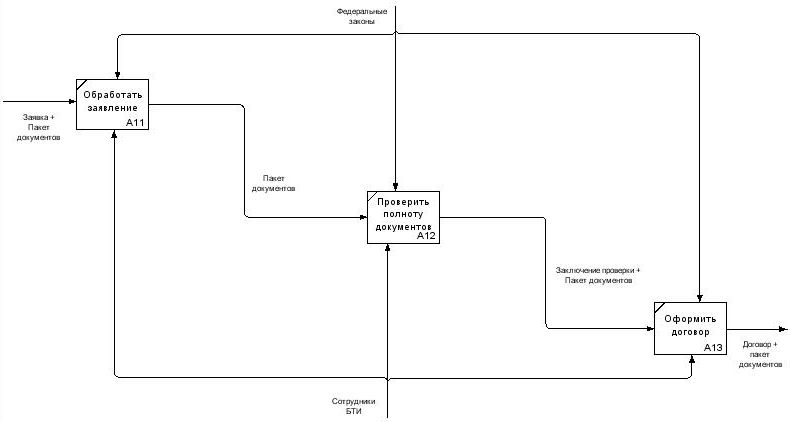 Федеральные
законы
Обработать
заявление
A11
Заявка +
Пакет
документов
Пакет
документов
Проверить
полноту
документов
A12
Заключение проверки +
Пакет документов
Оформить
договор
A13
Договор +
пакет
документов
Сотрудники
БТИ